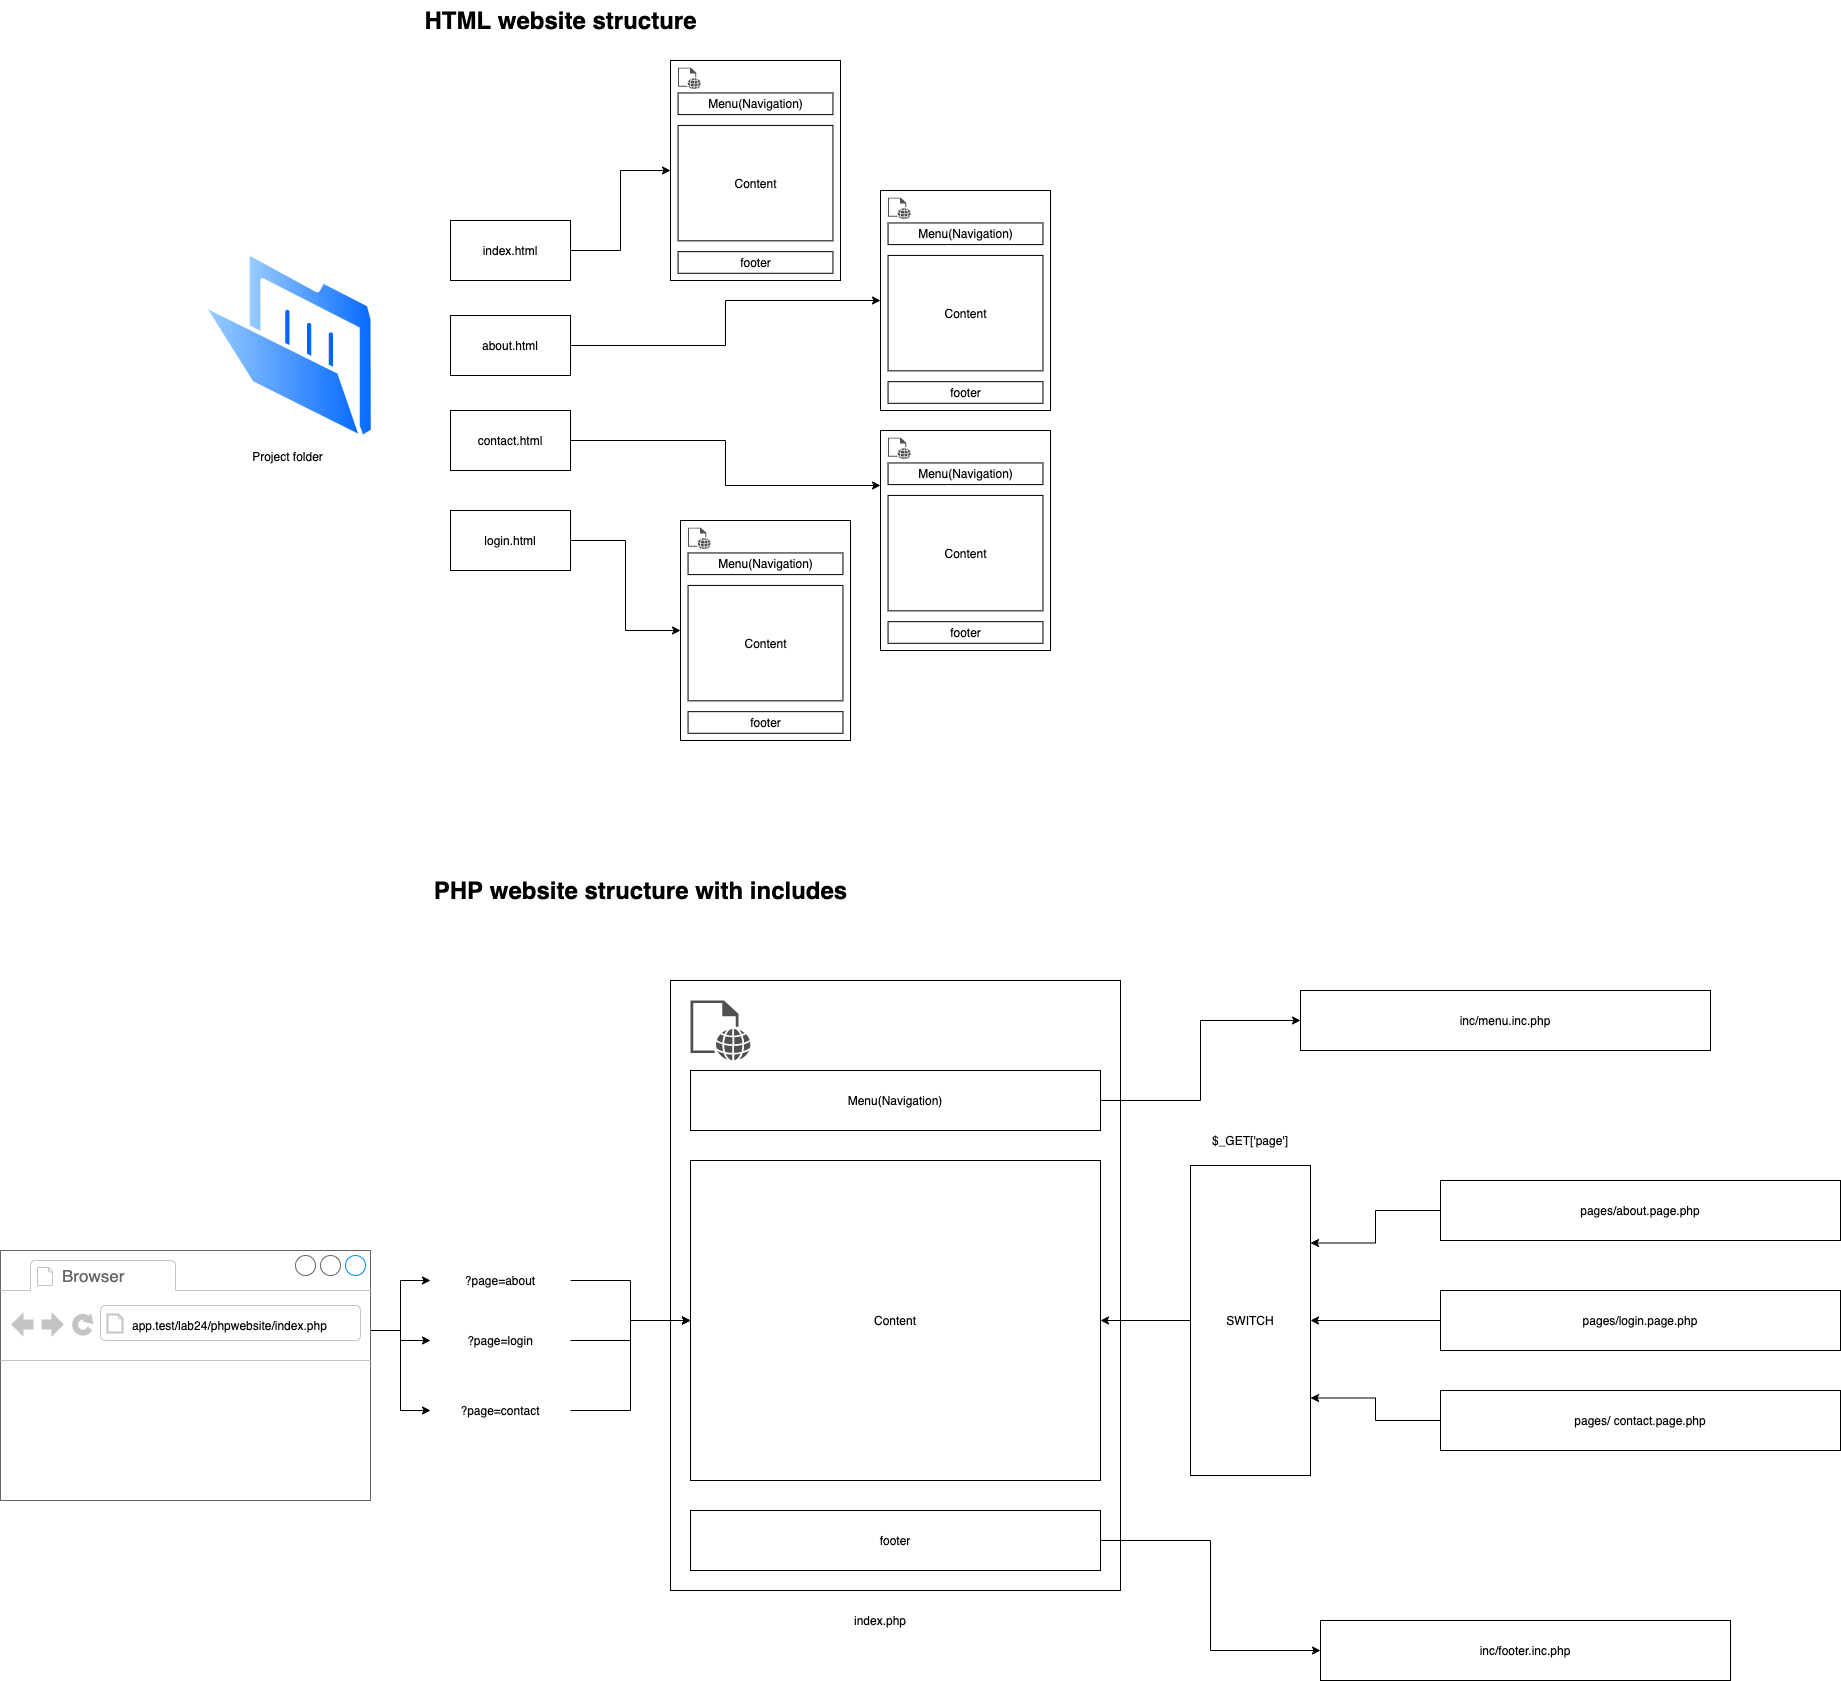 HTML website structure
Menu(Navigation)
Content
footer
index.html
Menu(Navigation)
Content
footer
about.html
contact.html
Project folder
Menu(Navigation)
Content
footer
login.html
Menu(Navigation)
Content
footer
PHP website structure with includes
inc/menu.inc.php
Menu(Navigation)
$_GET['page']
pages/about.page.php
Browser
app.test/lab24/phpwebsite/index.php
?page=about
?page=login
?page=contact
Content
SWITCH
pages/login.page.php
pages/ contact.page.php
footer
index.php
inc/footer.inc.php